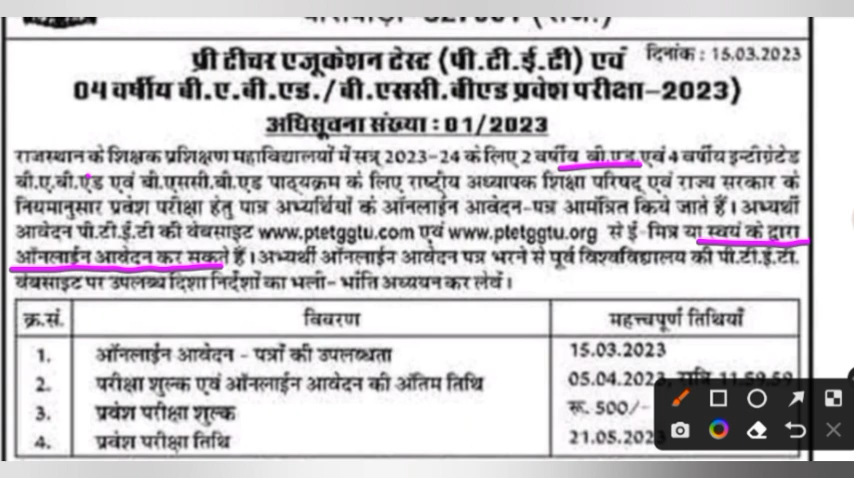 प्री टीचर एजूकेशन टेस्ट (पी.टी.ई.टी) एवं दिनांक : 15.03.2023
04 वर्षीय बी.ए.बी.एड./बी.एससी.बीएड प्रवेश परीक्षा-2023)
अधिसूचना संख्या : 01/2023
राजस्थान के शिक्षक प्रशिक्षण महाविद्यालयों में सत्र 2023-24 के लिए 2 वर्षीय बी.एड एवं 4 वर्षीय इन्टीग्रेटेड
बी.ए.बी.एड एवं बी.एससी.बी.एड पाठ्यक्रम के लिए राष्ट्रीय अध्यापक शिक्षा परिषद् एवं राज्य सरकार के
नियमानुसार प्रवेश परीक्षा हेतु पात्र अभ्यर्थियों के ऑनलाईन आवेदन-पत्र आमंत्रित किये जाते हैं। अभ्यर्थी
आवेदन पी.टी.ई.टी की वेबसाइट www.ptetggtu.com एवं www.ptetggtu.org से ई-मित्र या स्वयं के द्वारा
ऑनलाईन आवेदन कर सकते हैं। अभ्यर्थी ऑनलाईन आवेदन पत्र भरने से पूर्व विश्वविद्यालय की पी.टी.ई.टी.
वेबसाइट पर उपलब्ध दिशा निर्देशों का भली-भांति अध्ययन कर लेवें।
क्र.सं. विवरण महत्त्वपूर्ण तिथियाँ
1. ऑनलाईन आवेदन - पत्रों की उपलब्धता 15.03.2023
2. परीक्षा शुल्क एवं ऑनलाईन आवेदन की अंतिम तिथि 05.04.2023, रात्रि 11.59.59
3. प्रवेश परीक्षा शुल्क रू. 500/-
4. प्रवेश परीक्षा तिथि 21.05.2023